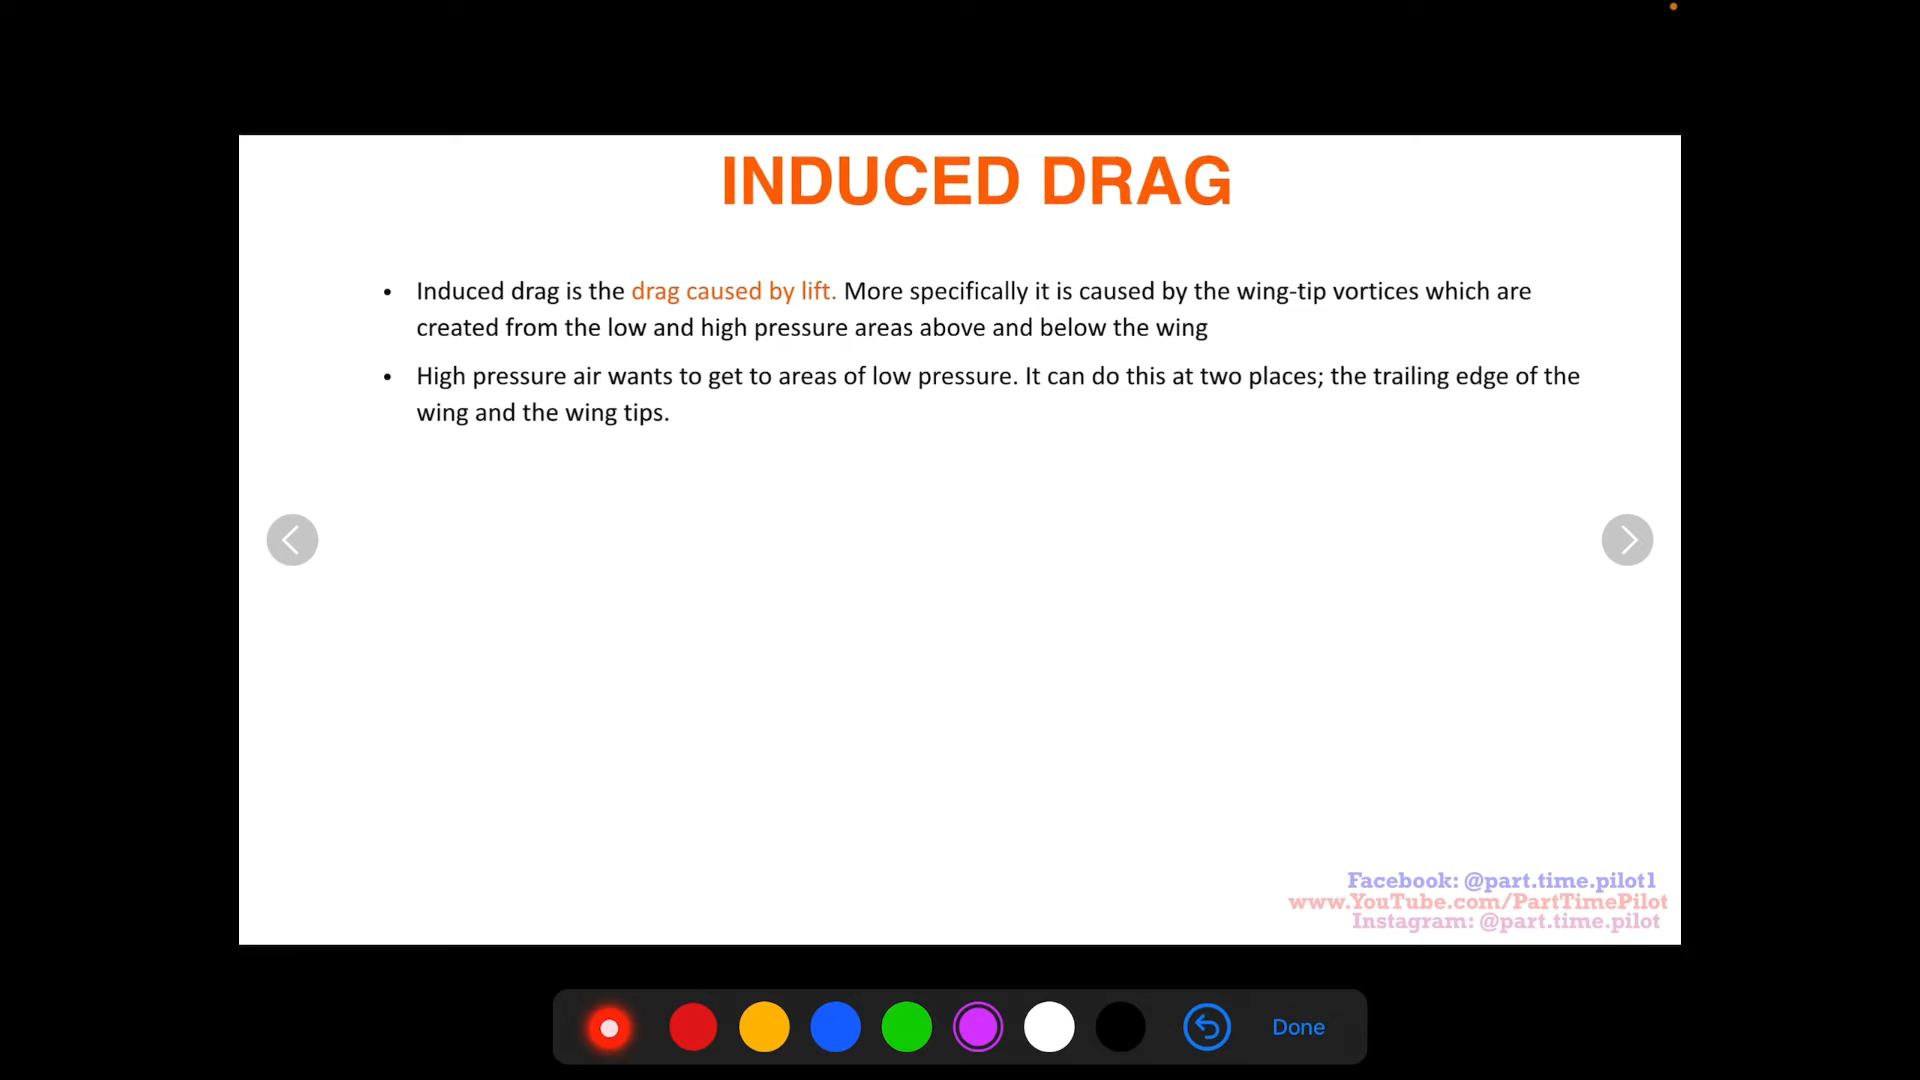 INDUCED DRAG
• Induced drag is the drag caused by lift. More specifically it is caused by the wing-tip vortices which are
created from the low and high pressure areas above and below the wing
• High pressure air wants to get to areas of low pressure. It can do this at two places; the trailing edge of the
wing and the wing tips.
Facebook: @part.time.pilot1
www.YouTube.com/PartTimePilot
Instagram: @part.time.pilot
Done